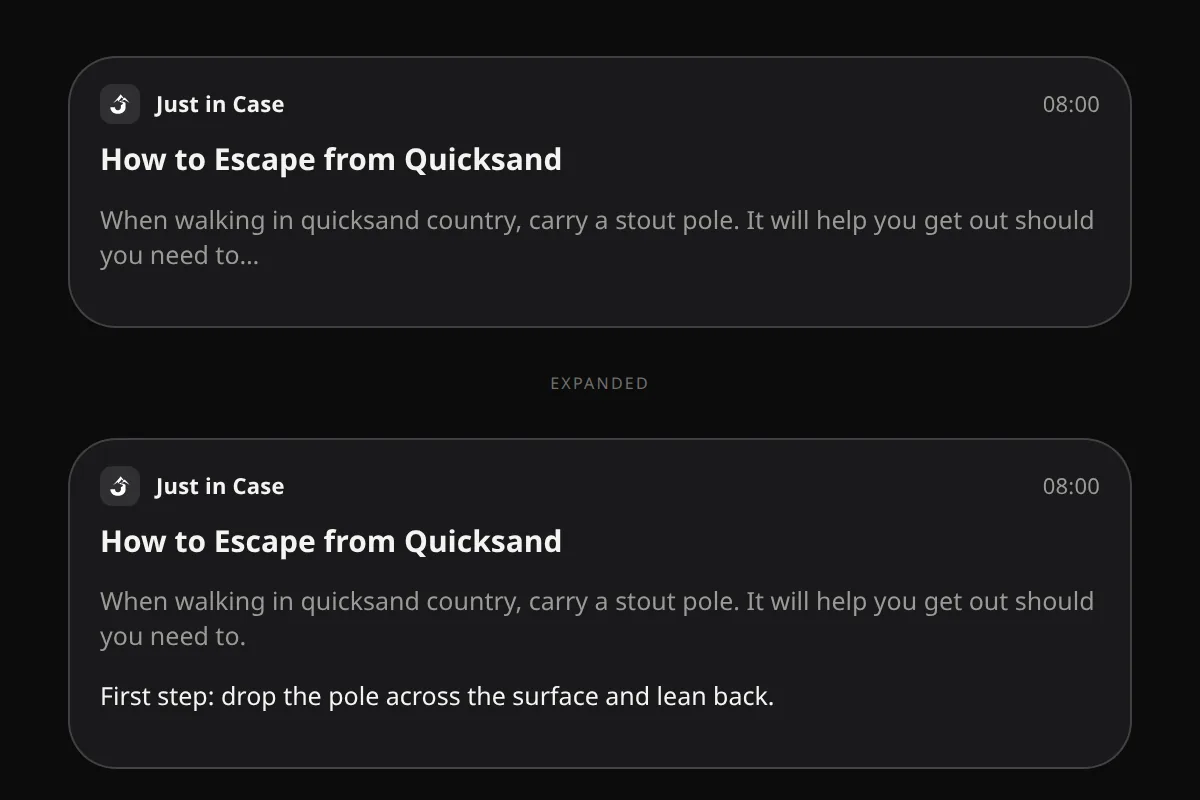 Just in Case
08:00
How to Escape from Quicksand
When walking in quicksand country, carry a stout pole. It will help you get out should
you need to...
EXPANDED
Just in Case
08:00
How to Escape from Quicksand
When walking in quicksand country, carry a stout pole. It will help you get out should
you need to.
First step: drop the pole across the surface and lean back.